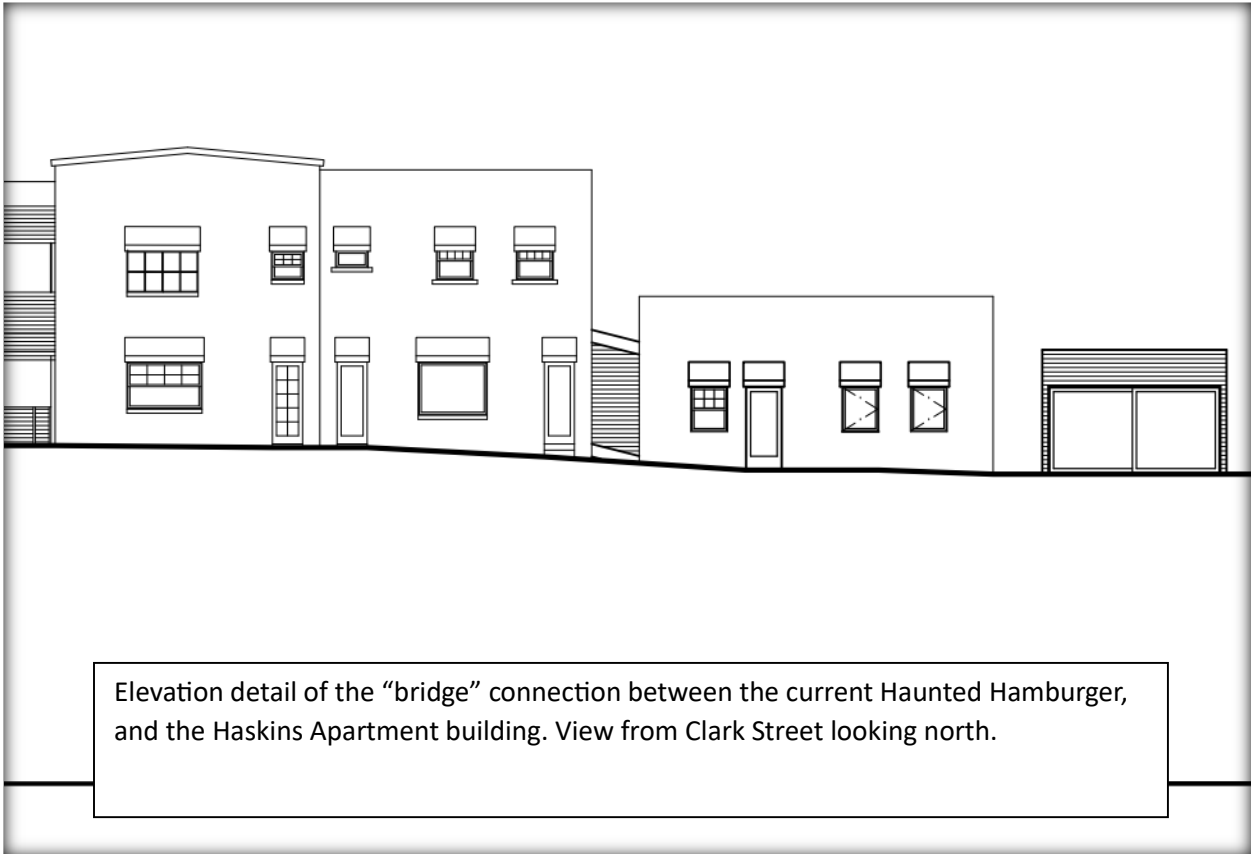 Elevation detail of the “bridge” connection between the current Haunted Hamburger,
and the Haskins Apartment building. View from Clark Street looking north.